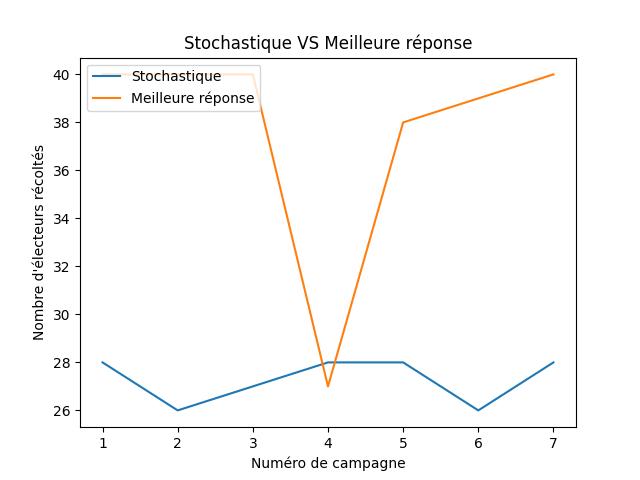 Stochastique VS Meilleure réponse
Stochastique
Meilleure réponse
Nombre d'électeurs récoltés
40
38
36
34
32
30
28
26
1 2 3 4 5 6 7
Numéro de campagne